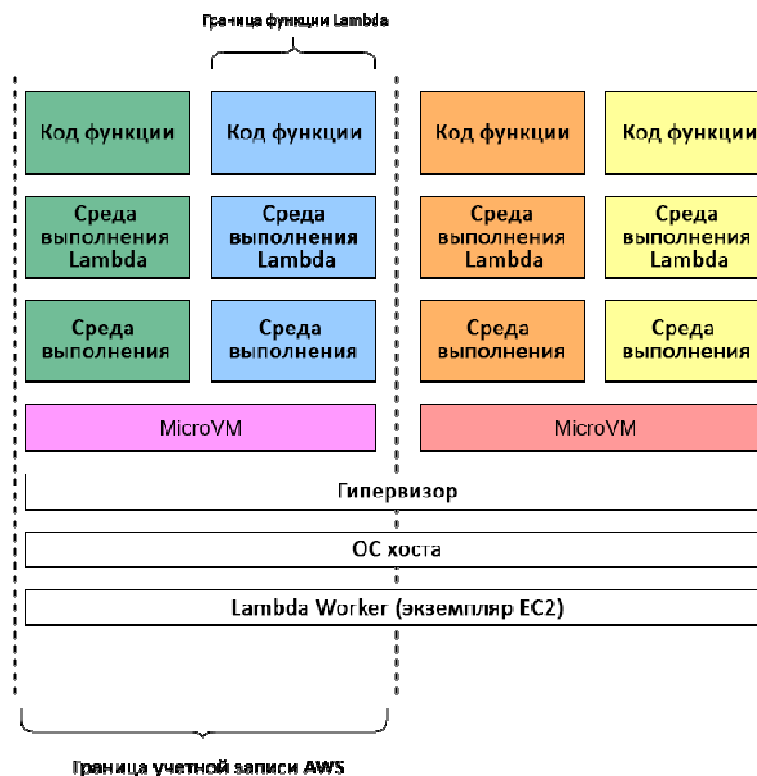 Граница функции Lambda
Код функции
Код функции
Код функции
Код функции
Среда
выполнения
Lambda
Среда
выполнения
Lambda
Среда
выполнения
Lambda
Среда
выполнения
Lambda
Среда
выполнения
Среда
выполнения
Среда
выполнения
Среда
выполнения
MicroVM
MicroVM
Гипервизор
ОС хоста
Lambda Worker (экземпляр EC2)
Граница учетной записи AWS